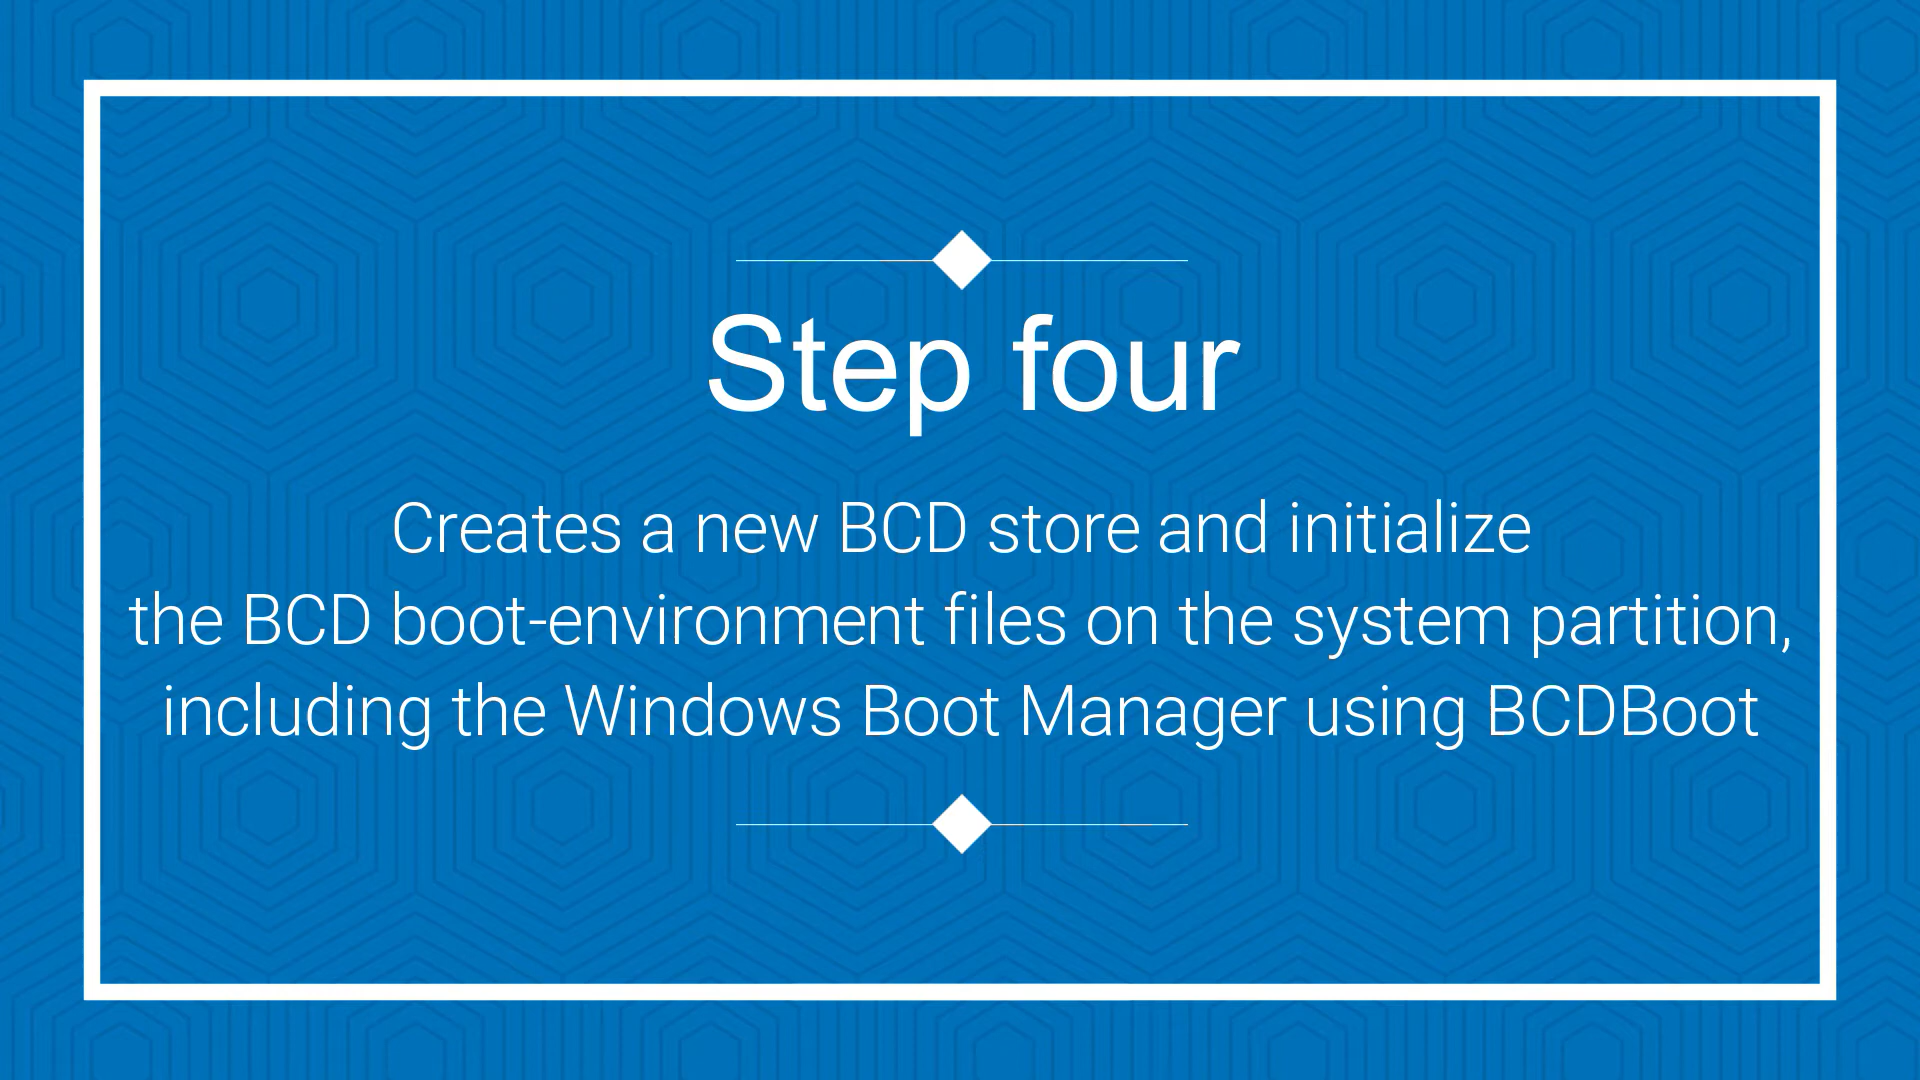 Step four
Creates a new BCD store and initialize
the BCD boot-environment files on the system partition,
including the Windows Boot Manager using BCDBoot